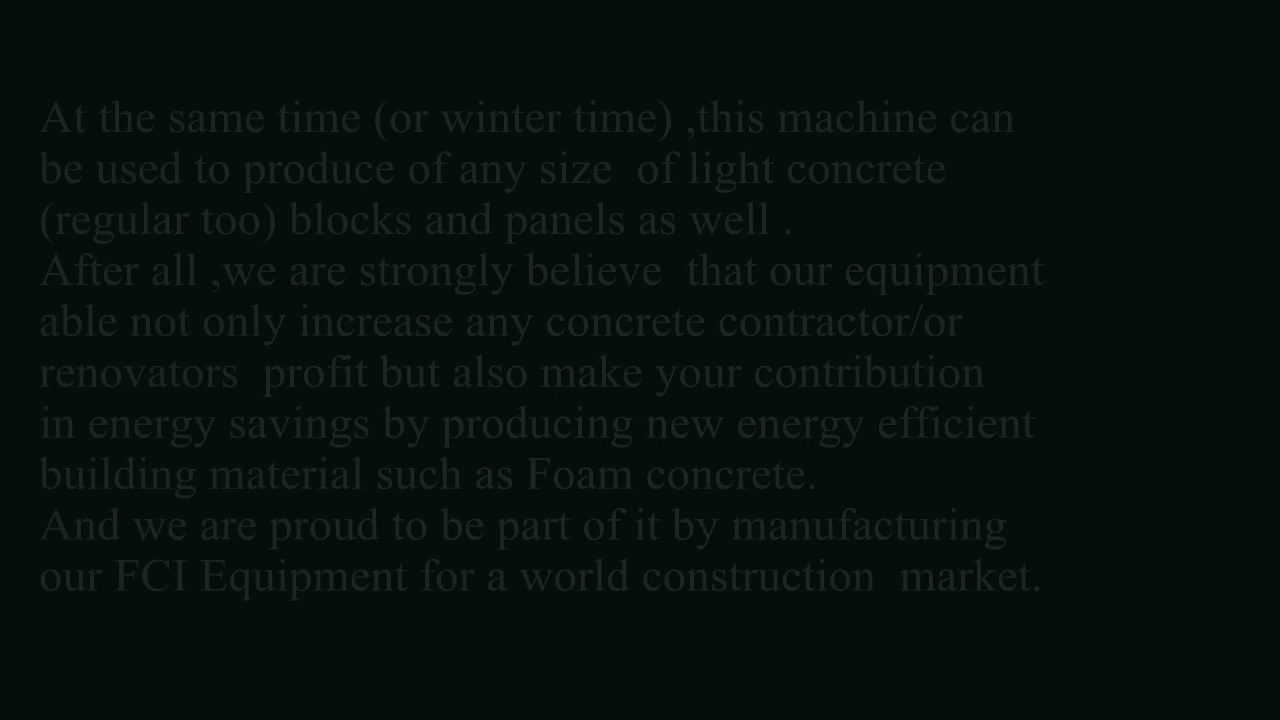 At the same time (or winter time) ,this machine can
be used to produce of any size  of light concrete
(regular too) blocks and panels as well .
After all ,we are strongly believe  that our equipment
able not only increase any concrete contractor/or
renovators  profit but also make your contribution
in energy savings by producing new energy efficient
building material such as Foam concrete.
And we are proud to be part of it by manufacturing
our FCI Equipment for a world construction  market.